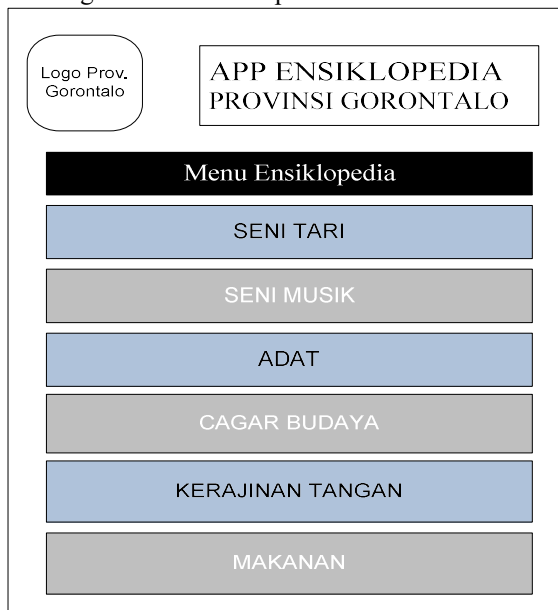 Logo Prov.
Gorontalo
APP ENSIKLOPEDIA
PROVINSI GORONTALO
Menu Ensiklopedia
SENI TARI
SENI MUSIK
ADAT
CAGAR BUDAYA
KERAJINAN TANGAN
MAKANAN